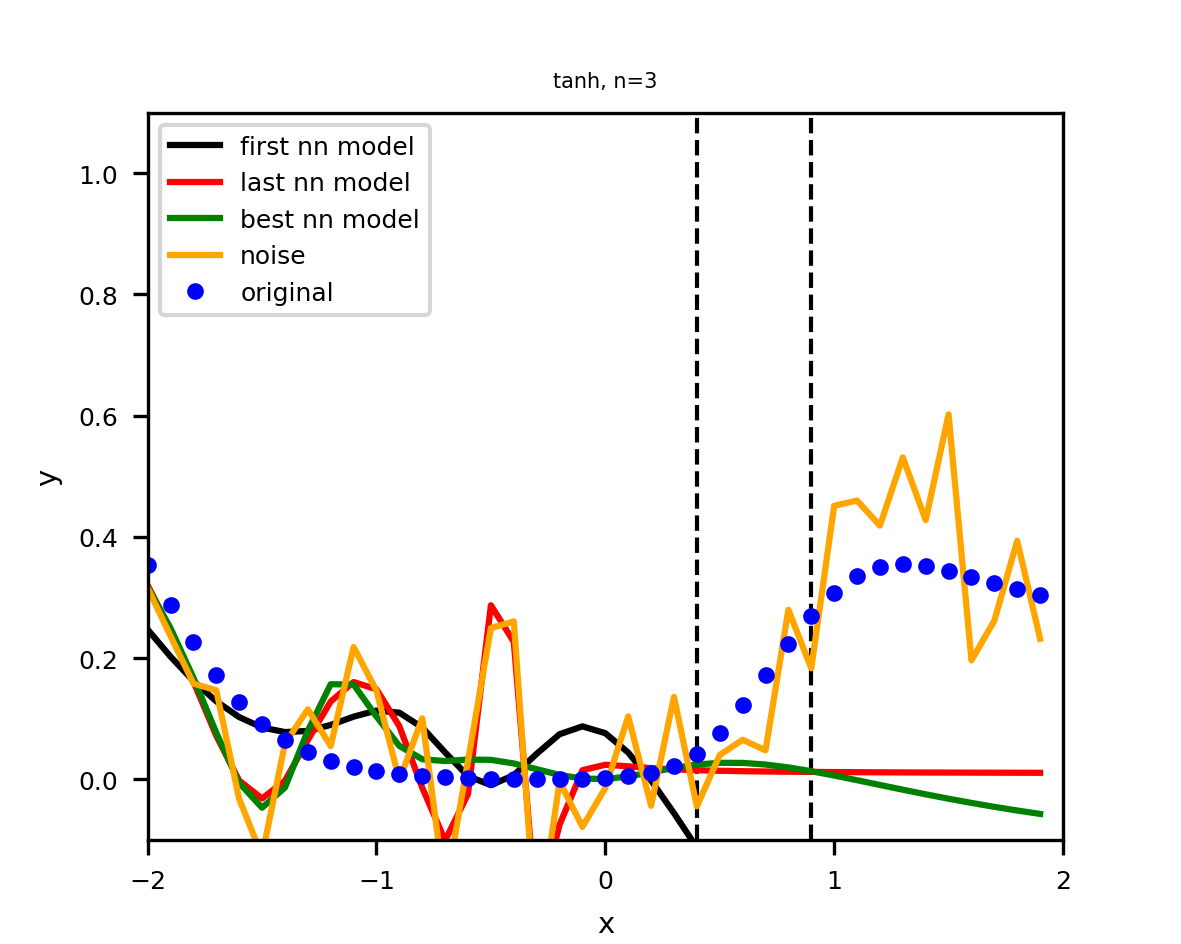 tanh, n=3
first nn model
last nn model
best nn model
noise
original
1.0
0.8
0.6
0.4
0.2
0.0
y
−2
−1
0
1
2
x